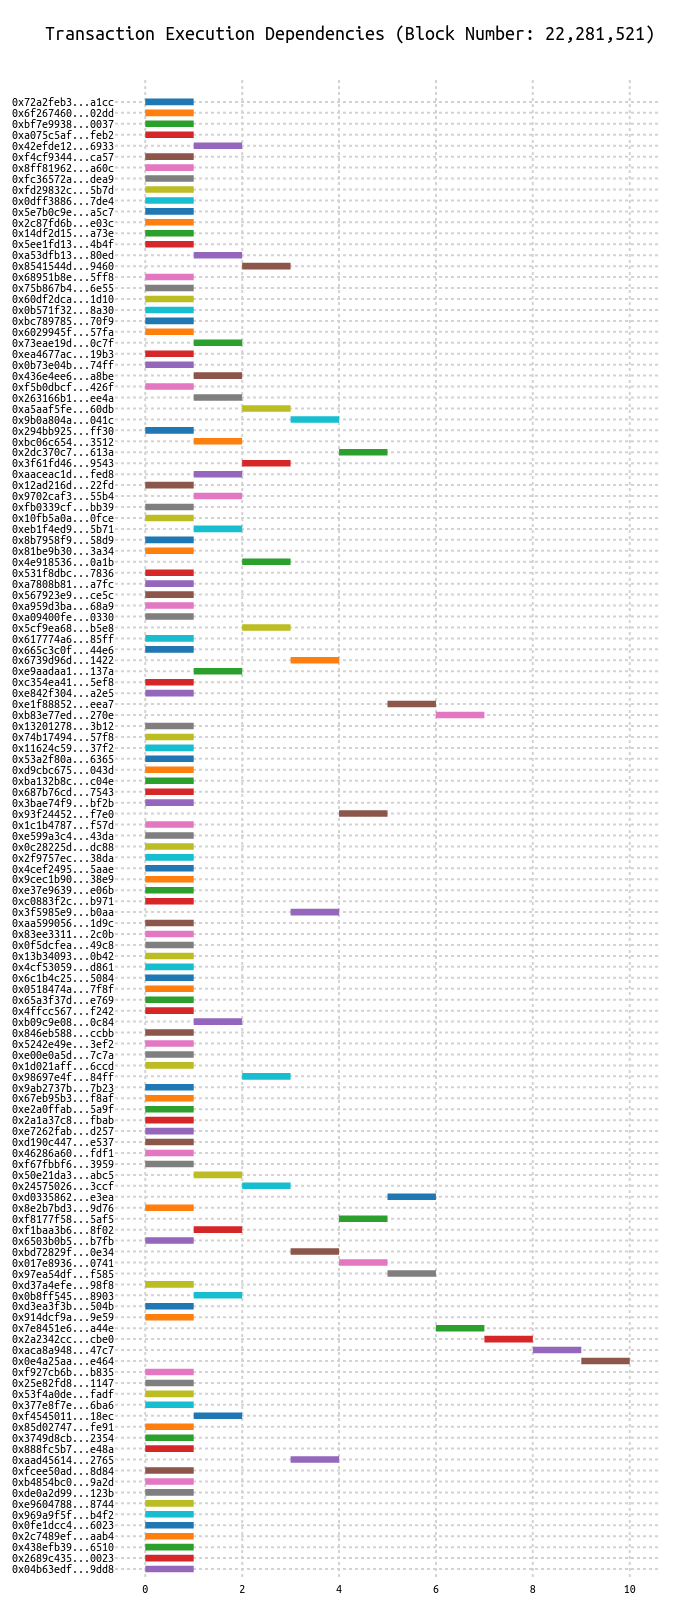 Transaction Execution Dependencies (Block Number: 22,281,521)
0x72a2feb3...a1cc
0x6f267460...02dd
0xbf7e9938...0037
0xa075c5af...feb2
0x42efde12...6933
0xf4cf9344...ca57
0x8ff81962...a60c
0xfc36572a...dea9
0xfd29832c...5b7d
0x0dff3886...7de4
0x5e7b0c9e...a5c7
0x2c87fd6b...e03c
0x14df2d15...a73e
0x5ee1fd13...4b4f
0xa53dfb13...80ed
0x8541544d...9460
0x68951b8e...5ff8
0x75b867b4...6e55
0x60df2dca...1d10
0x0b571f32...8a30
0xbc789785...70f9
0x6029945f...57fa
0x73eae19d...0c7f
0xea4677ac...19b3
0x0b73e04b...74ff
0x436e4ee6...a8be
0xf5b0dbcf...426f
0x263166b1...ee4a
0xa5aaf5fe...60db
0x9b0a804a...041c
0x294bb925...ff30
0xbc06c654...3512
0x2dc370c7...613a
0x3f61fd46...9543
0xaaceac1d...fed8
0x12ad216d...22fd
0x9702caf3...55b4
0xfb0339cf...bb39
0x10fb5a0a...0fce
0xeb1f4ed9...5b71
0x8b7958f9...58d9
0x81be9b30...3a34
0x4e918536...0a1b
0x531f8dbc...7836
0xa7808b81...a7fc
0x567923e9...ce5c
0xa959d3ba...68a9
0xa09400fe...0330
0x5cf9ea68...b5e8
0x617774a6...85ff
0x665c3c0f...44e6
0x6739d96d...1422
0xe9aadaa1...137a
0xc354ea41...5ef8
0xe842f304...a2e5
0xe1f88852...eea7
0xb83e77ed...270e
0x13201278...3b12
0x74b17494...57f8
0x11624c59...37f2
0x53a2f80a...6365
0xd9cbc675...043d
0xba132b8c...c04e
0x687b76cd...7543
0x3bae74f9...bf2b
0x93f24452...f7e0
0x1c1b4787...f57d
0xe599a3c4...43da
0x0c28225d...dc88
0x2f9757ec...38da
0x4cef2495...5aae
0x9cec1b90...38e9
0xe37e9639...e06b
0xc0883f2c...b971
0x3f5985e9...b0aa
0xaa599056...1d9c
0x83ee3311...2c0b
0x0f5dcfea...49c8
0x13b34093...0b42
0x4cf53059...d861
0x6c1b4c25...5084
0x0518474a...7f8f
0x65a3f37d...e769
0x4ffcc567...f242
0xb09c9e08...0c84
0x846eb588...ccbb
0x5242e49e...3ef2
0xe00e0a5d...7c7a
0x1d021aff...6ccd
0x98697e4f...84ff
0x9ab2737b...7b23
0x67eb95b3...f8af
0xe2a0ffab...5a9f
0x2a1a37c8...fbab
0xe7262fab...d257
0xd190c447...e537
0x46286a60...fdf1
0xf67fbbf6...3959
0x50e21da3...abc5
0x24575026...3ccf
0xd0335862...e3ea
0x8e2b7bd3...9d76
0xf8177f58...5af5
0xf1baa3b6...8f02
0x6503b0b5...b7fb
0xbd72829f...0e34
0x017e8936...0741
0x97ea54df...f585
0xd37a4efe...98f8
0x0b8ff545...8903
0xd3ea3f3b...504b
0x914dcf9a...9e59
0x7e8451e6...a44e
0x2a2342cc...cbe0
0xaca8a948...47c7
0x0e4a25aa...e464
0xf927cb6b...b835
0x25e82fd8...1147
0x53f4a0de...fadf
0x377e8f7e...6ba6
0xf4545011...18ec
0x85d02747...fe91
0x3749d8cb...2354
0x888fc5b7...e48a
0xaad45614...2765
0xfcee50ad...8d84
0xb4854bc0...9a2d
0xde0a2d99...123b
0xe9604788...8744
0x969a9f5f...b4f2
0x0fe1dcc4...6023
0x2c7489ef...aab4
0x438efb39...6510
0x2689c435...0023
0x04b63edf...9dd8
0 2 4 6 8 10